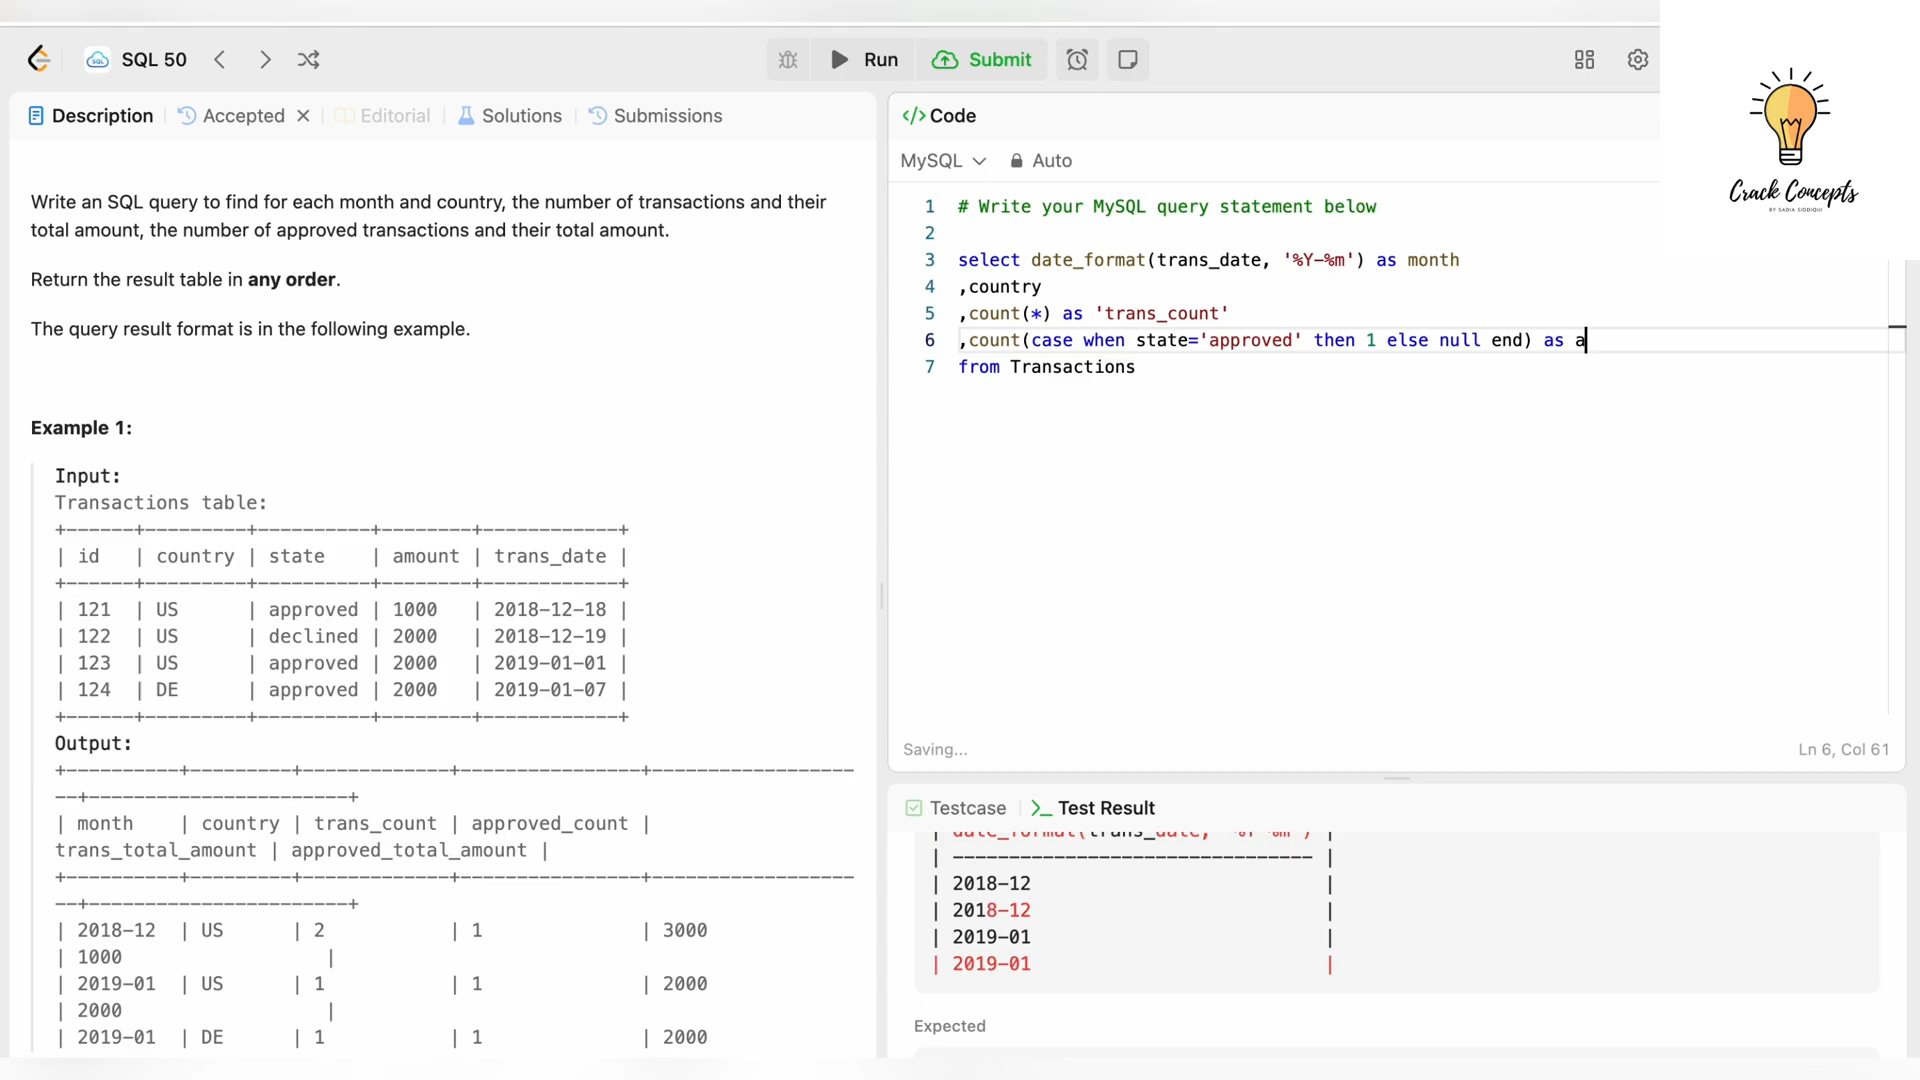 SQL 50
Run
Submit
Description
Accepted
Editorial
Solutions
Submissions
Write an SQL query to find for each month and country, the number of transactions and their
total amount, the number of approved transactions and their total amount.
Return the result table in any order.
The query result format is in the following example.
Example 1:
Input:
Transactions table:
+------+---------+----------+--------+------------+
| id | country | state | amount | trans_date |
+------+---------+----------+--------+------------+
| 121 | US | approved | 1000 | 2018-12-18 |
| 122 | US | declined | 2000 | 2018-12-19 |
| 123 | US | approved | 2000 | 2019-01-01 |
| 124 | DE | approved | 2000 | 2019-01-07 |
+------+---------+----------+--------+------------+
Output:
+----------+---------+-------------+----------------+------------------
--+-----------------------+
| month | country | trans_count | approved_count |
trans_total_amount | approved_total_amount |
+----------+---------+-------------+----------------+------------------
--+-----------------------+
| 2018-12 | US | 2 | 1 | 3000
| 1000 |
| 2019-01 | US | 1 | 1 | 2000
| 2000 |
| 2019-01 | DE | 1 | 1 | 2000
</> Code
MySQL
Auto
1 # Write your MySQL query statement below
2
3 select date_format(trans_date, '%Y-%m') as month
4 ,country
5 ,count(*) as 'trans_count'
6 ,count(case when state='approved' then 1 else null end) as a
7 from Transactions
Saving...
Ln 6, Col 61
Testcase
Test Result
| date_format(trans_date, '%Y-%m') |
| -------------------------------- |
| 2018-12 |
| 2018-12 |
| 2019-01 |
| 2019-01 |
Expected
Crack Concepts
BY SADIA SIDDIQUI